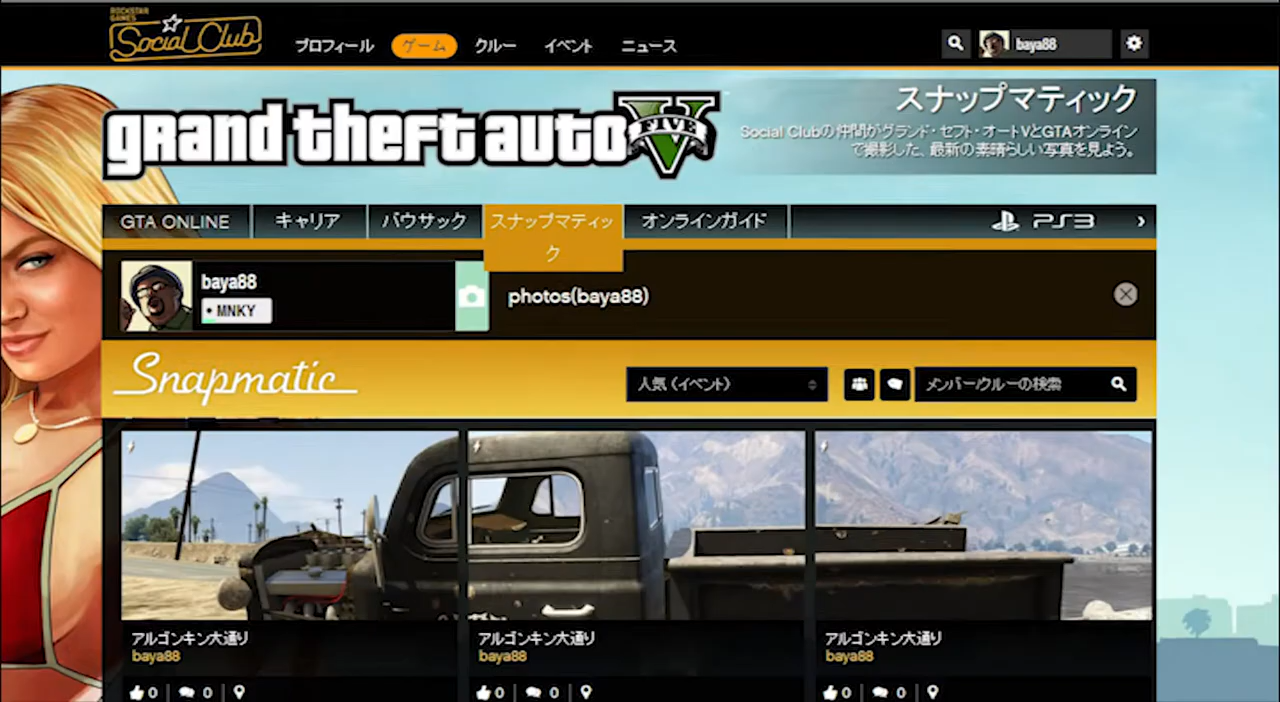 ROCKSTAR
GAMES
Social Club
プロフィール ゲーム クルー イベント ニュース
baya88
grand theft auto
FIVE
スナップマティック
Social Clubの仲間がグランド・セフト・オートVとGTAオンライン
で撮影した、最新の素晴らしい写真を見よう。
GTA ONLINE キャリア バウサック スナップマティッ
ク オンラインガイド PS3
baya88
MNKY
photos(baya88)
Snapmatic
人気 (イベント)
メンバー/クルーの検索
アルゴンキン大通り アルゴンキン大通り アルゴンキン大通り
baya88 baya88 baya88
0 0 0 0 0 0